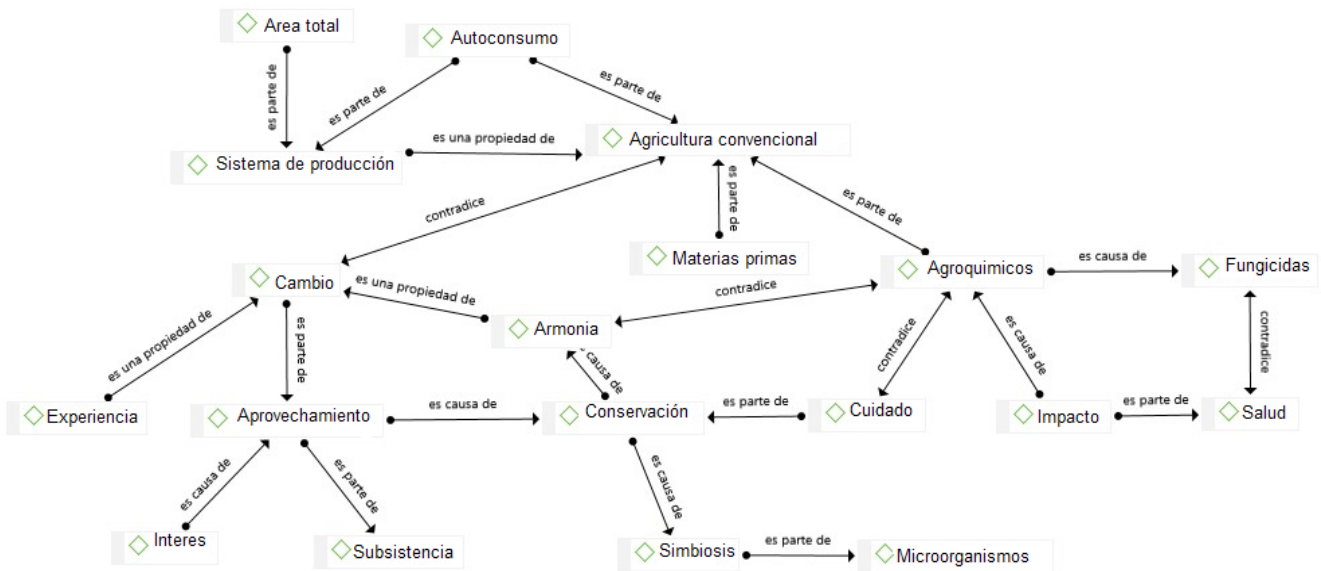 Area total
Autoconsumo
es parte de
es parte de
es parte de
Sistema de producción
es una propiedad de
Agricultura convencional
contradice
es parte de
es parte de
Materias primas
Cambio
es una propiedad de
contradice
Agroquimicos
es causa de
Fungicidas
Armonia
es una propiedad de
es parte de
es causa de
contradice
es causa de
contradice
Experiencia
Aprovechamiento
es causa de
Conservación
es parte de
Cuidado
Impacto
es parte de
Salud
es causa de
es parte de
es causa de
Interes
Subsistencia
Simbiosis
es parte de
Microorganismos